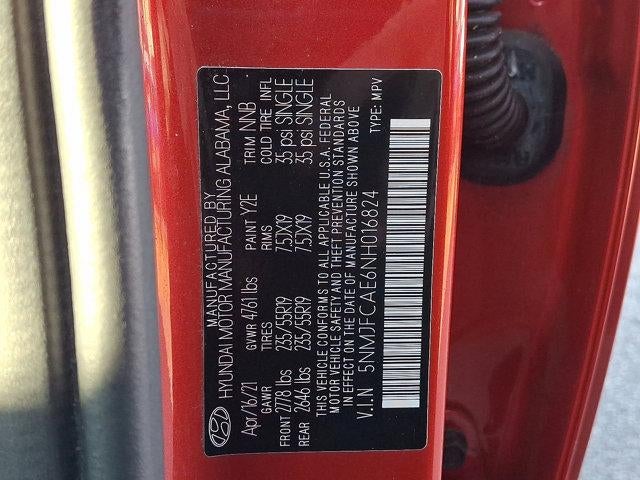 MANUFACTURED BY
HYUNDAI MOTOR MANUFACTURING ALABAMA, LLC
Apr/16/21 GVWR 4761 lbs PAINT Y2E TRIM NNB
GAWR TIRES RIMS COLD TIRE INFL
FRONT 2778 lbs 235/55R19 7.5JX19 35 psi SINGLE
REAR 2646 lbs 235/55R19 7.5JX19 35 psi SINGLE
THIS VEHICLE CONFORMS TO ALL APPLICABLE U.S.A. FEDERAL
MOTOR VEHICLE SAFETY AND THEFT PREVENTION STANDARDS
IN EFFECT ON THE DATE OF MANUFACTURE SHOWN ABOVE
V.I.N 5NMJFCAE6NH016824 TYPE: MPV